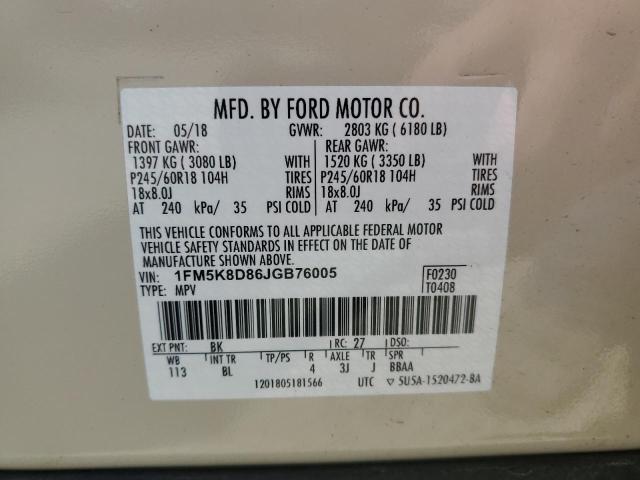 MFD. BY FORD MOTOR CO.
DATE: 05/18 GVWR: 2803 KG ( 6180 LB)
FRONT GAWR: REAR GAWR:
1397 KG ( 3080 LB) WITH 1520 KG ( 3350 LB) WITH
P245/60R18 104H TIRES P245/60R18 104H TIRES
18x8.0J RIMS 18x8.0J RIMS
AT 240 kPa/ 35 PSI COLD AT 240 kPa/ 35 PSI COLD
THIS VEHICLE CONFORMS TO ALL APPLICABLE FEDERAL MOTOR
VEHICLE SAFETY STANDARDS IN EFFECT ON THE DATE OF
MANUFACTURE SHOWN ABOVE.
VIN: 1FM5K8D86JGB76005 F0230
TYPE: MPV T0408
EXT PNT: BK RC: 27 DSO:
WB INT TR TP/PS R AXLE TR SPR
113 BL 4 3J J BBAA
1201805181566 UTC ▽ 5U5A-1520472-BA